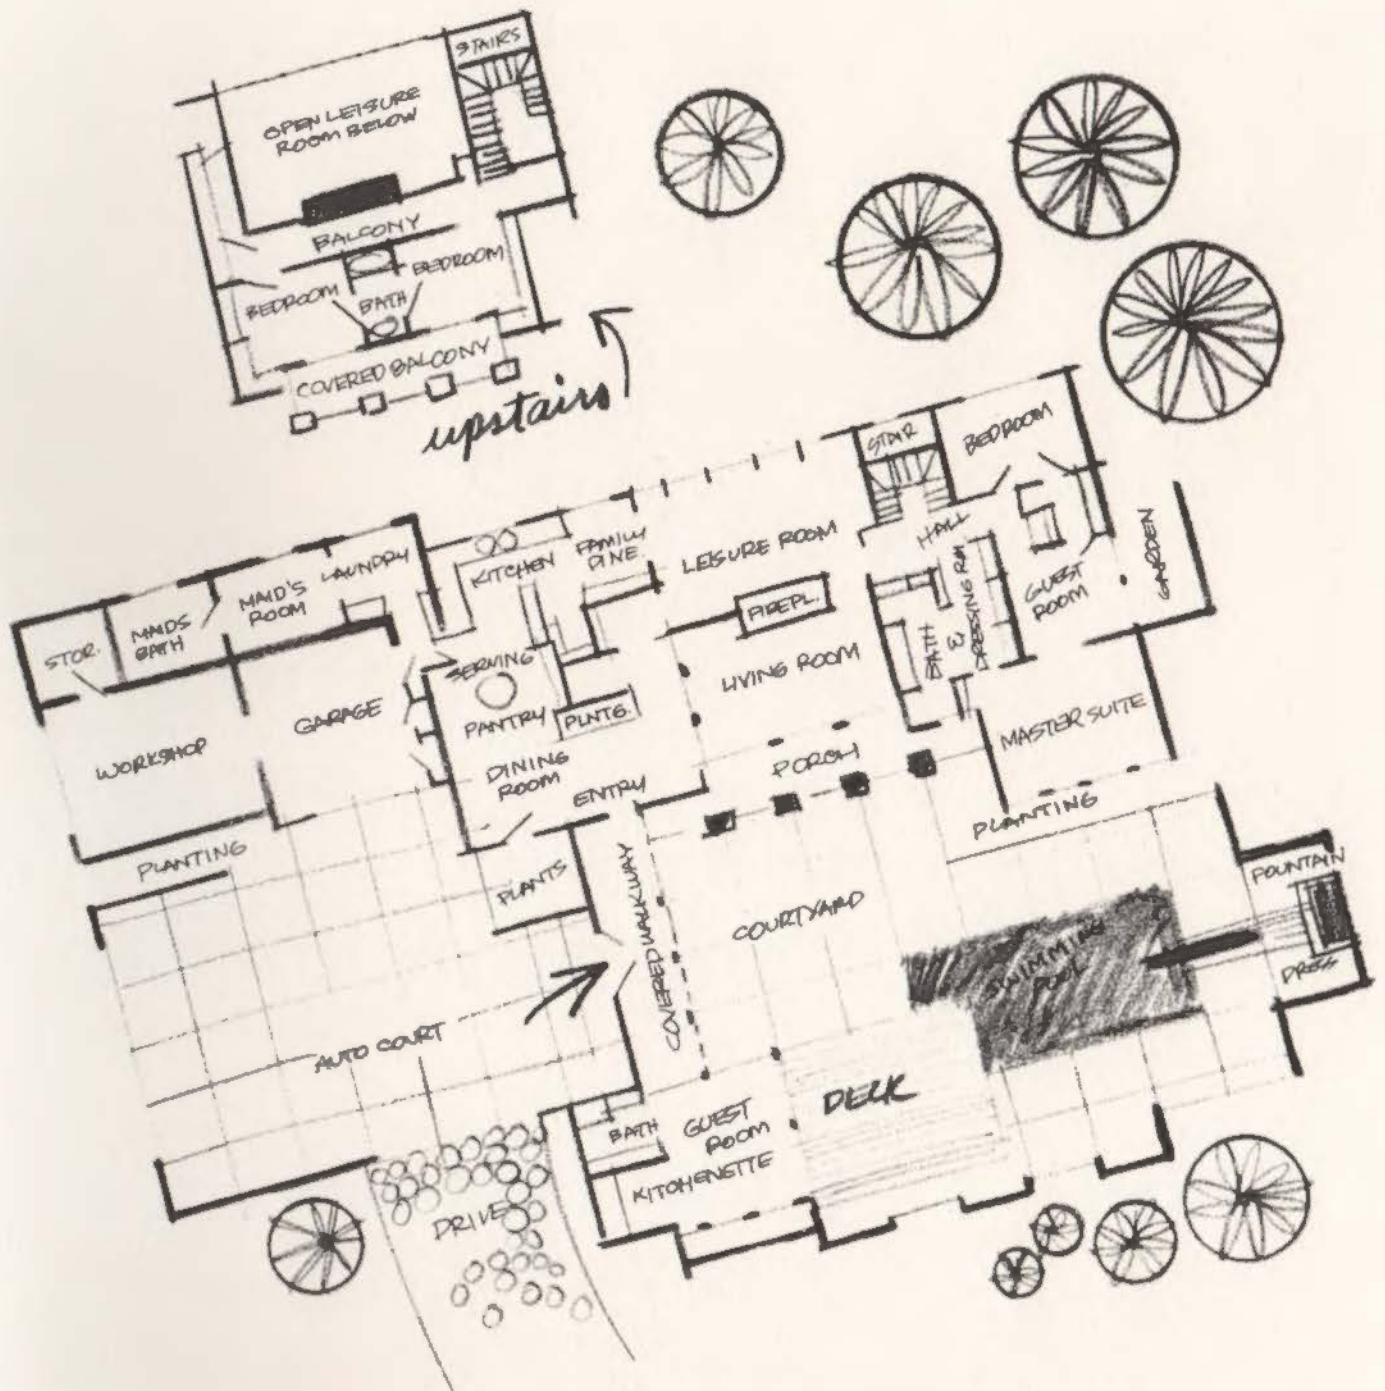 STAIRS
OPEN LEISURE
ROOM BELOW
BALCONY
BEDROOM
BEDROOM
BATH
COVERED BALCONY
upstairs
STAIR
BEDROOM
HALL
LEISURE ROOM
FAMILY
DINE.
KITCHEN
LAUNDRY
MAID'S
ROOM
MAIDS
BATH
STOR.
GARDEN
GUEST
ROOM
BATH
&
DRESSING RM.
FIREPL.
LIVING ROOM
SERVING
PANTRY
PLNTG.
GARAGE
WORKSHOP
MASTER SUITE
PORCH
DINING
ROOM
ENTRY
PLANTING
PLANTING
PLANTS
COVERED WALKWAY
COURTYARD
FOUNTAIN
SWIMMING
POOL
DRESS
AUTO COURT
DECK
BATH
GUEST
ROOM
KITCHENETTE
DRIVE